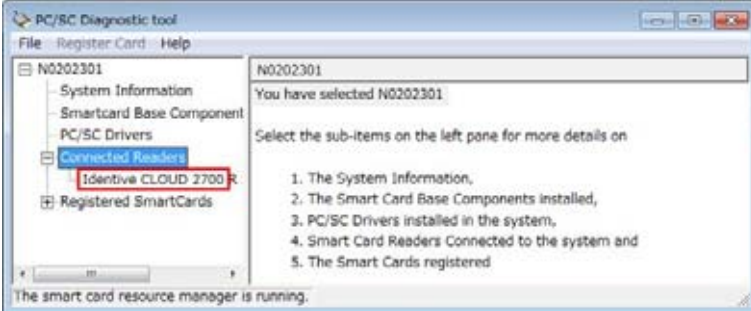 PC/SC Diagnostic tool
File Register Card Help
N0202301
System Information
Smartcard Base Component
PC/SC Drivers
Connected Readers
Identive CLOUD 2700 R
Registered SmartCards
N0202301
You have selected N0202301
Select the sub-items on the left pane for more details on
1. The System Information,
2. The Smart Card Base Components installed,
3. PC/SC Drivers installed in the system,
4. Smart Card Readers Connected to the system and
5. The Smart Cards registered
The smart card resource manager is running.